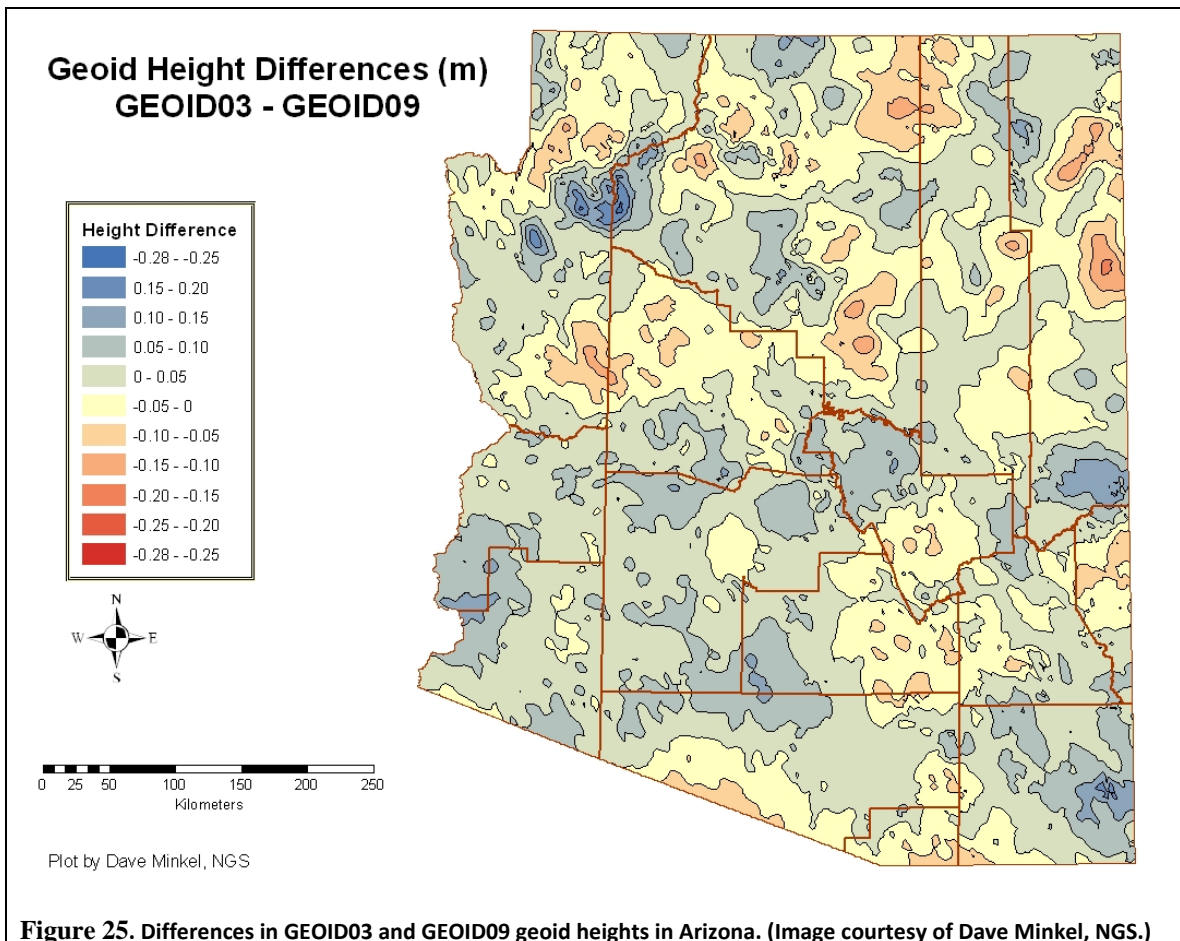 Geoid Height Differences (m)
GEOID03 - GEOID09
Height Difference
-0.28 - -0.25
0.15 - 0.20
0.10 - 0.15
0.05 - 0.10
0 - 0.05
-0.05 - 0
-0.10 - -0.05
-0.15 - -0.10
-0.20 - -0.15
-0.25 - -0.20
-0.28 - -0.25
N
W E
S
0 25 50 100 150 200 250
Kilometers
Plot by Dave Minkel, NGS
Figure 25. Differences in GEOID03 and GEOID09 geoid heights in Arizona. (Image courtesy of Dave Minkel, NGS.)